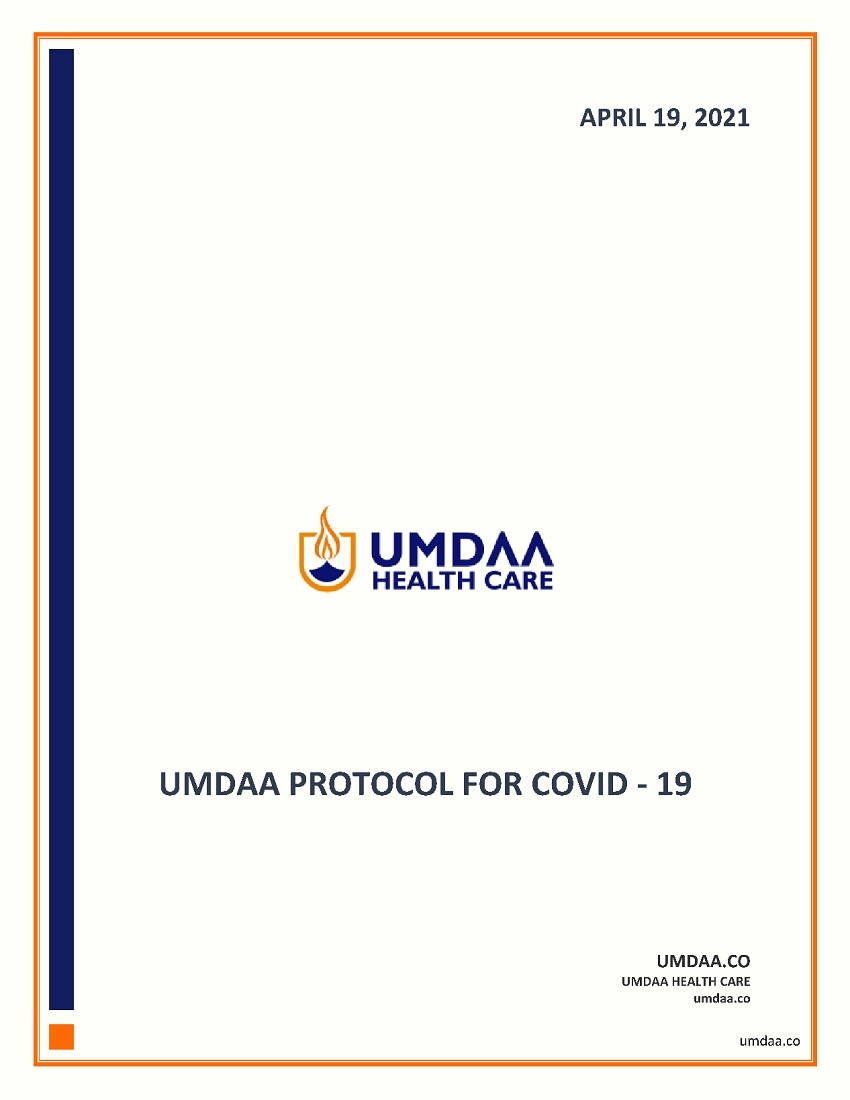 APRIL 19, 2021
UMDAA
HEALTH CARE
UMDAA PROTOCOL FOR COVID - 19
UMDAA.CO
UMDAA HEALTH CARE
umdaa.co
umdaa.co